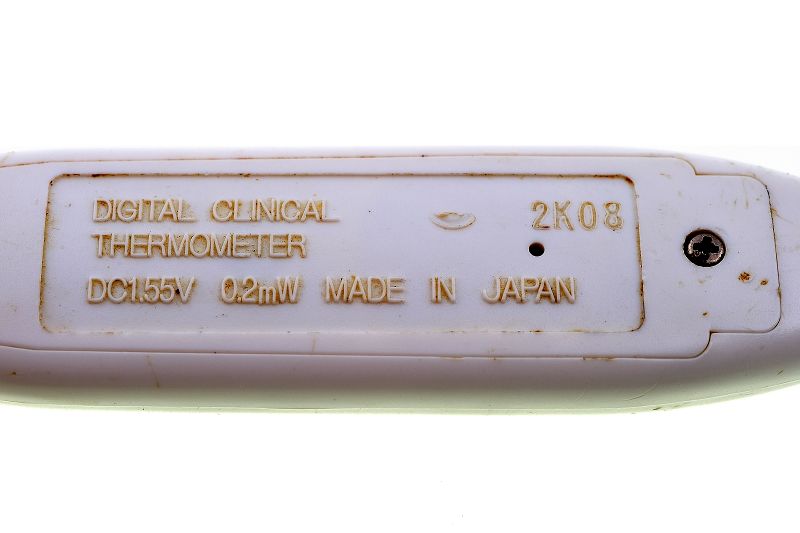 DIGITAL CLINICAL
THERMOMETER
DC1.55V 0.2mW MADE IN JAPAN
2K08